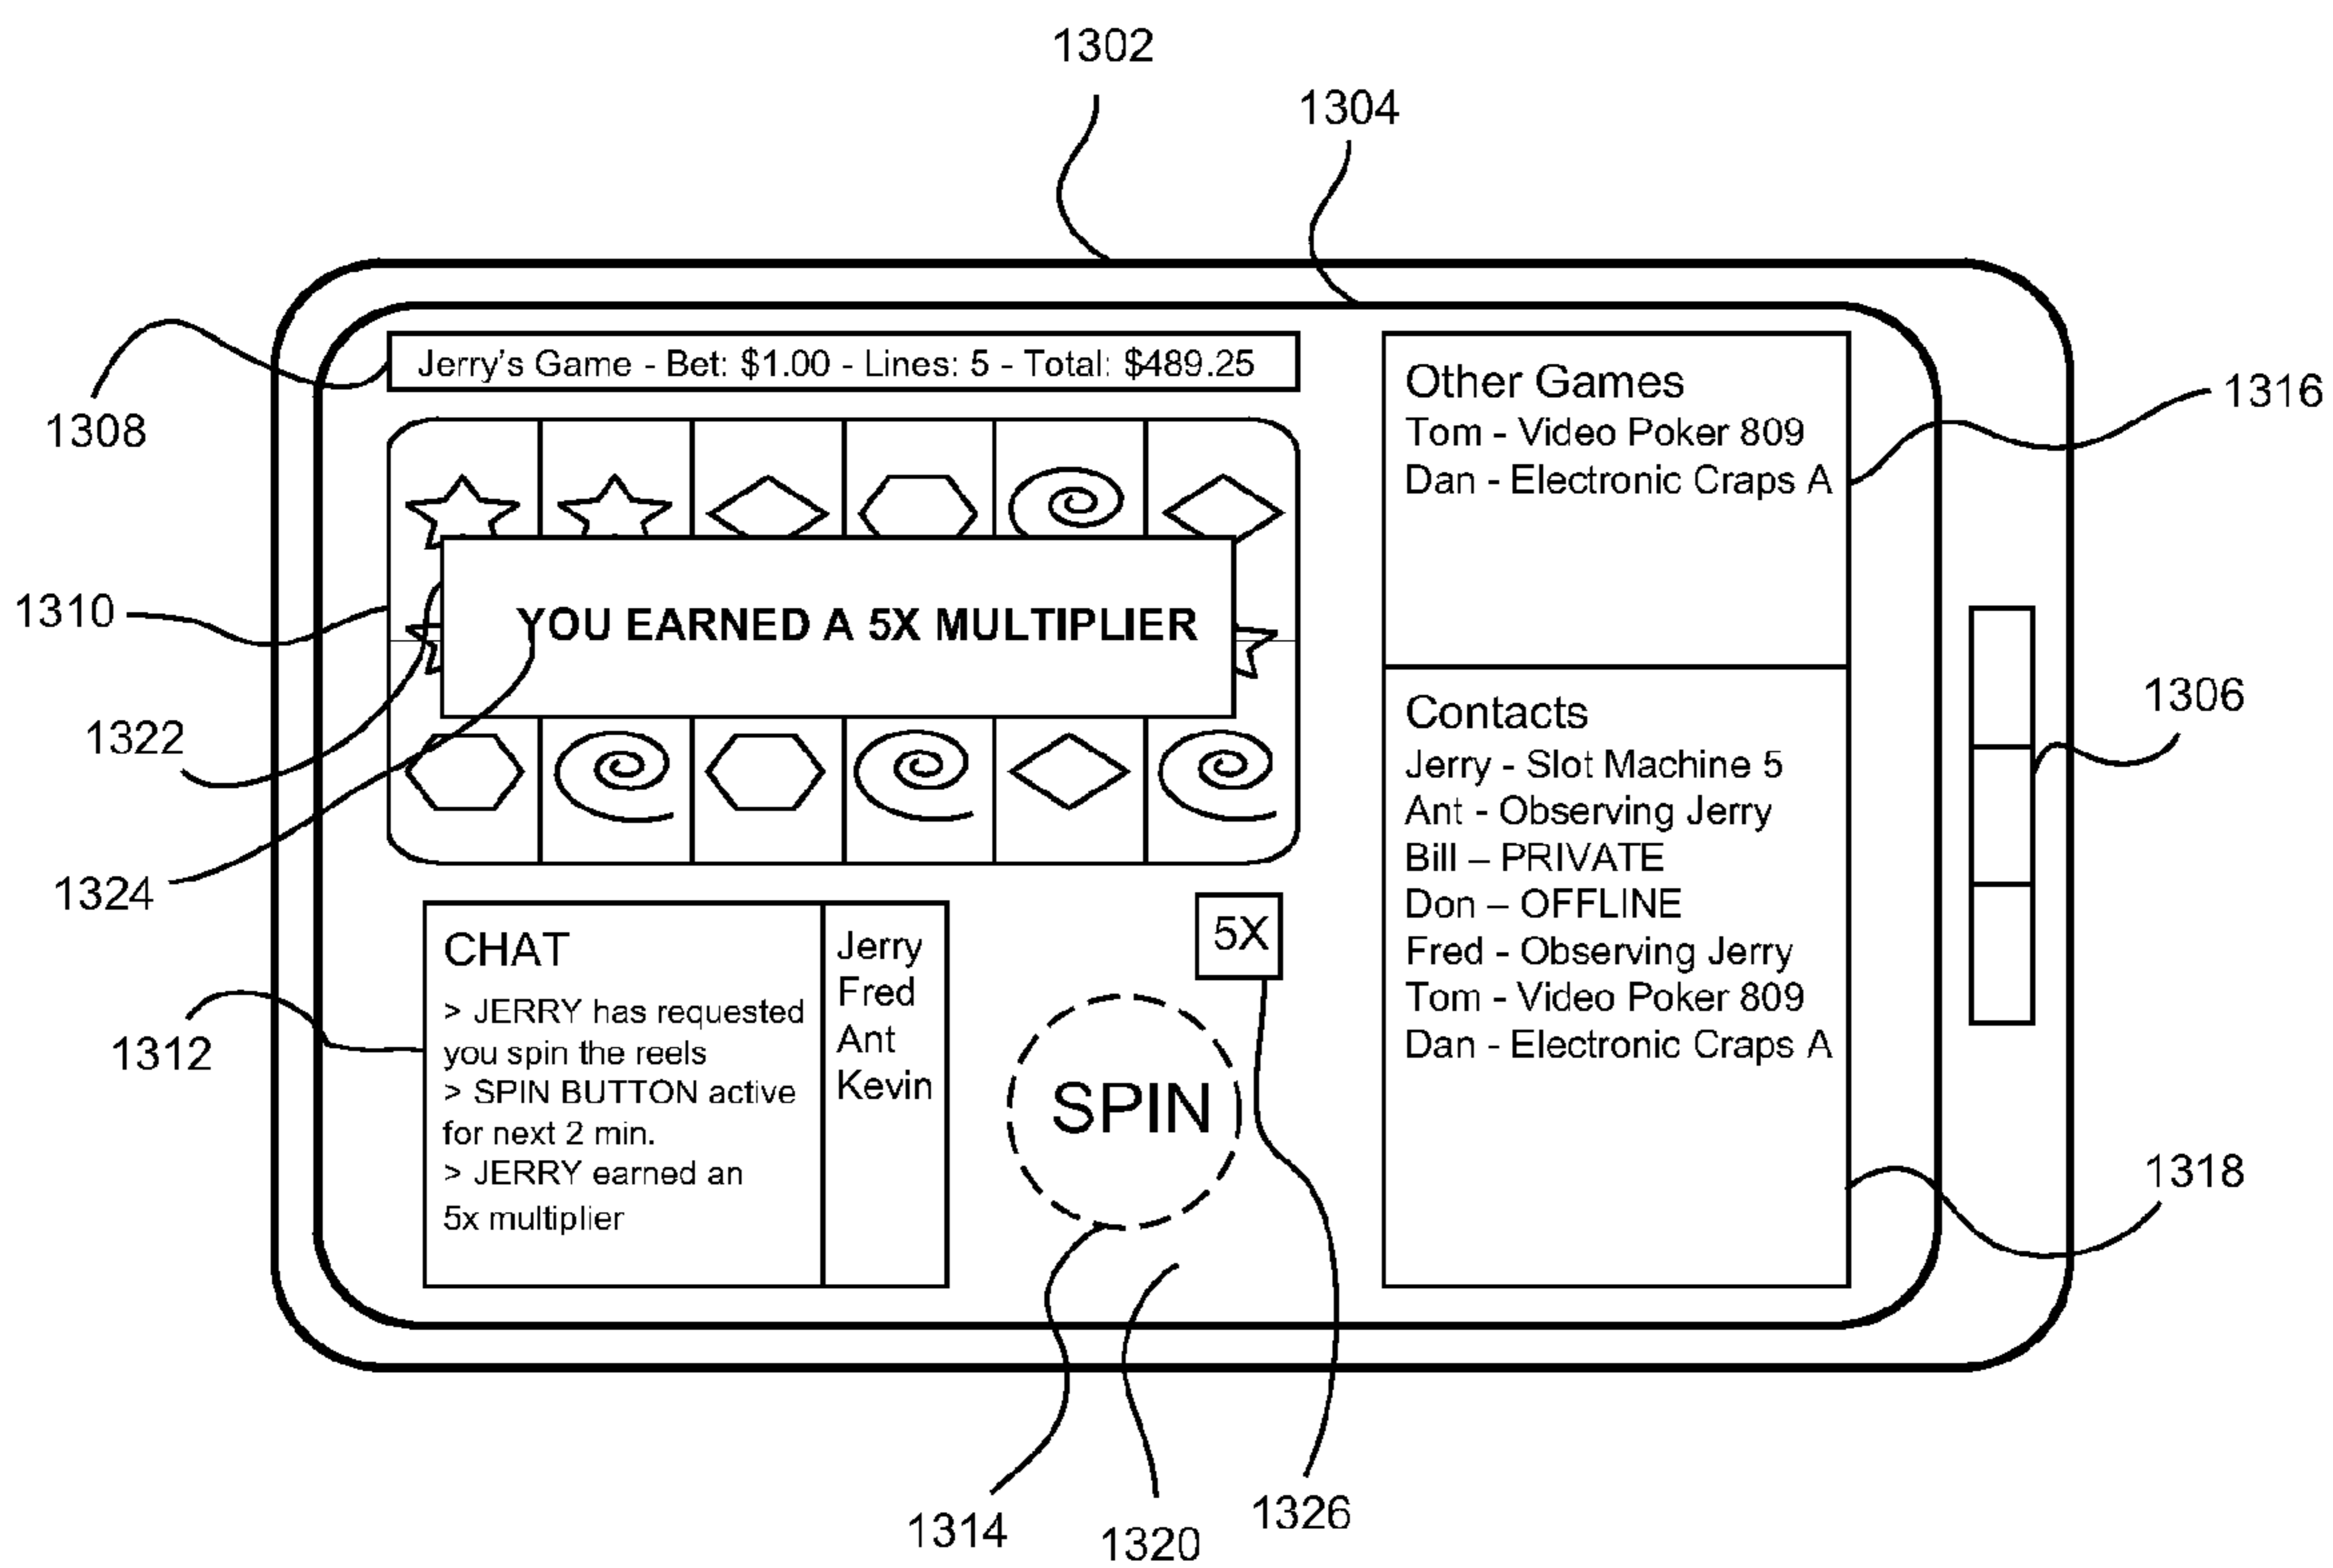 1302
1304
1308
Jerry's Game - Bet: $1.00 - Lines: 5 - Total: $489.25
1310
YOU EARNED A 5X MULTIPLIER
1322
1324
1312
CHAT
> JERRY has requested
you spin the reels
> SPIN BUTTON active
for next 2 min.
> JERRY earned an
5x multiplier
Jerry
Fred
Ant
Kevin
5X
SPIN
Other Games
Tom - Video Poker 809
Dan - Electronic Craps A
1316
Contacts
Jerry - Slot Machine 5
Ant - Observing Jerry
Bill – PRIVATE
Don – OFFLINE
Fred - Observing Jerry
Tom - Video Poker 809
Dan - Electronic Craps A
1306
1318
1314
1320
1326